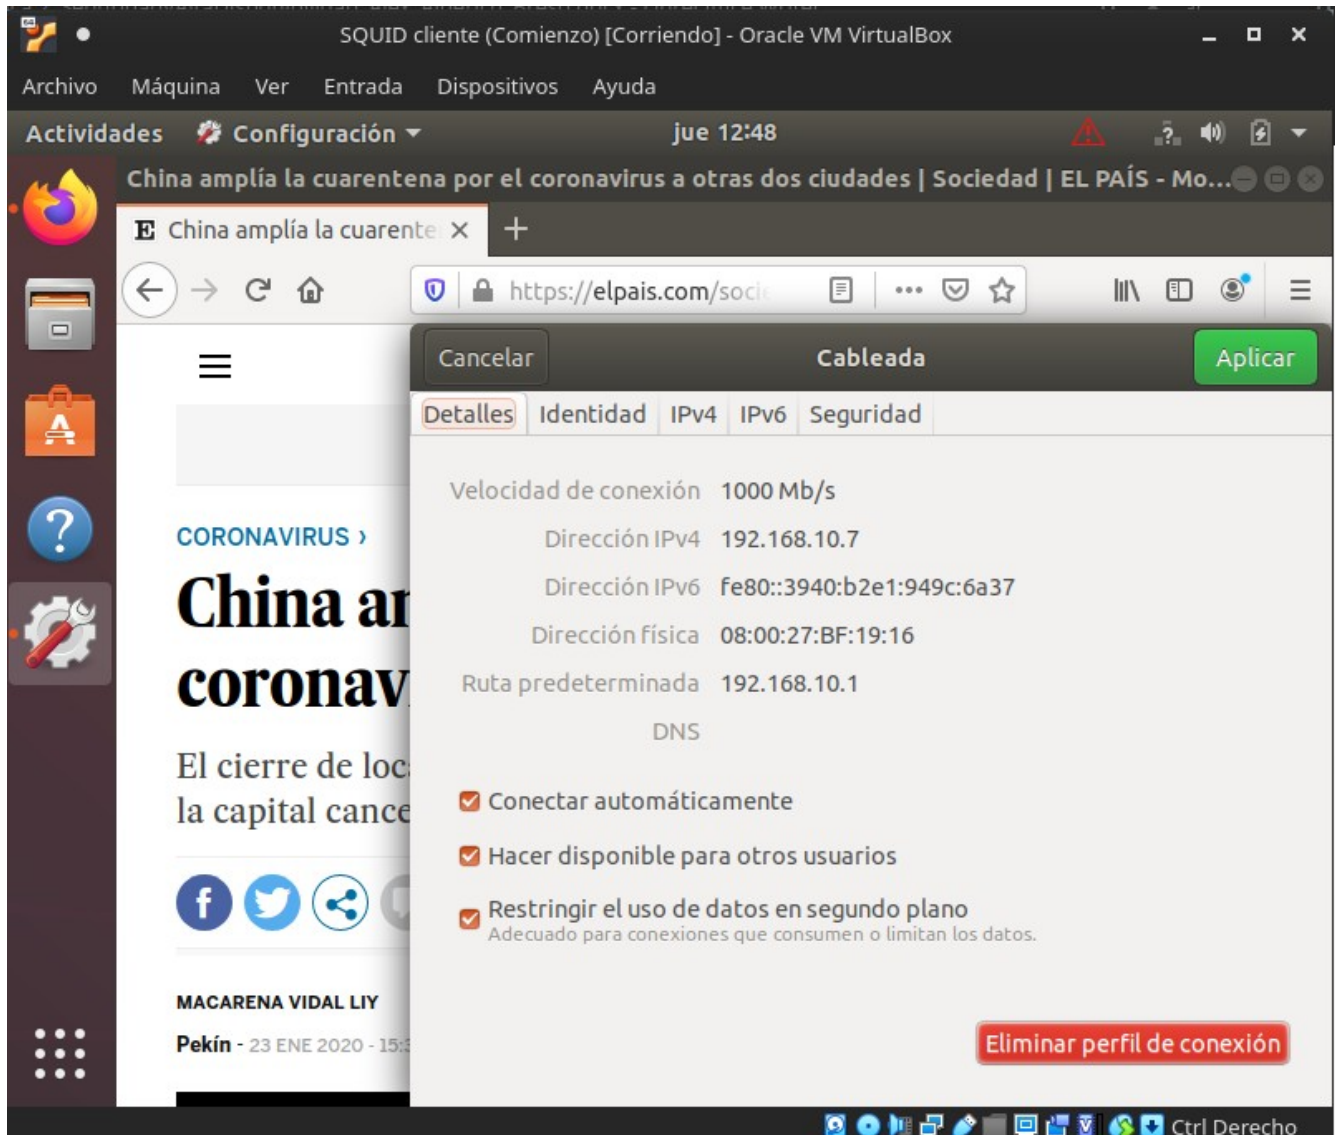 SQUID cliente (Comienzo) [Corriendo] - Oracle VM VirtualBox
Archivo Máquina Ver Entrada Dispositivos Ayuda
Actividades Configuración jue 12:48
China amplía la cuarentena por el coronavirus a otras dos ciudades | Sociedad | EL PAÍS - Mo...
E China amplía la cuarente
https://elpais.com/socie
Cancelar Cableada Aplicar
Detalles Identidad IPv4 IPv6 Seguridad
Velocidad de conexión 1000 Mb/s
Dirección IPv4 192.168.10.7
Dirección IPv6 fe80::3940:b2e1:949c:6a37
Dirección física 08:00:27:BF:19:16
Ruta predeterminada 192.168.10.1
DNS
Conectar automáticamente
Hacer disponible para otros usuarios
Restringir el uso de datos en segundo plano
Adecuado para conexiones que consumen o limitan los datos.
Eliminar perfil de conexión
CORONAVIRUS ›
China a
coronav
El cierre de loc
la capital cance
MACARENA VIDAL LIY
Pekín - 23 ENE 2020 - 15:3
Ctrl Derecho